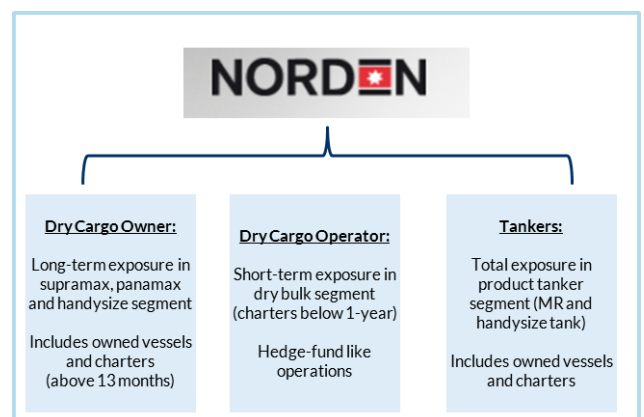 NORDEN
Dry Cargo Owner:
Long-term exposure in
supramax, panamax
and handysize segment
Includes owned vessels
and charters
(above 13 months)
Dry Cargo Operator:
Short-term exposure in
dry bulk segment
(charters below 1-year)
Hedge-fund like
operations
Tankers:
Total exposure in
product tanker
segment (MR and
handysize tank)
Includes owned vessels
and charters